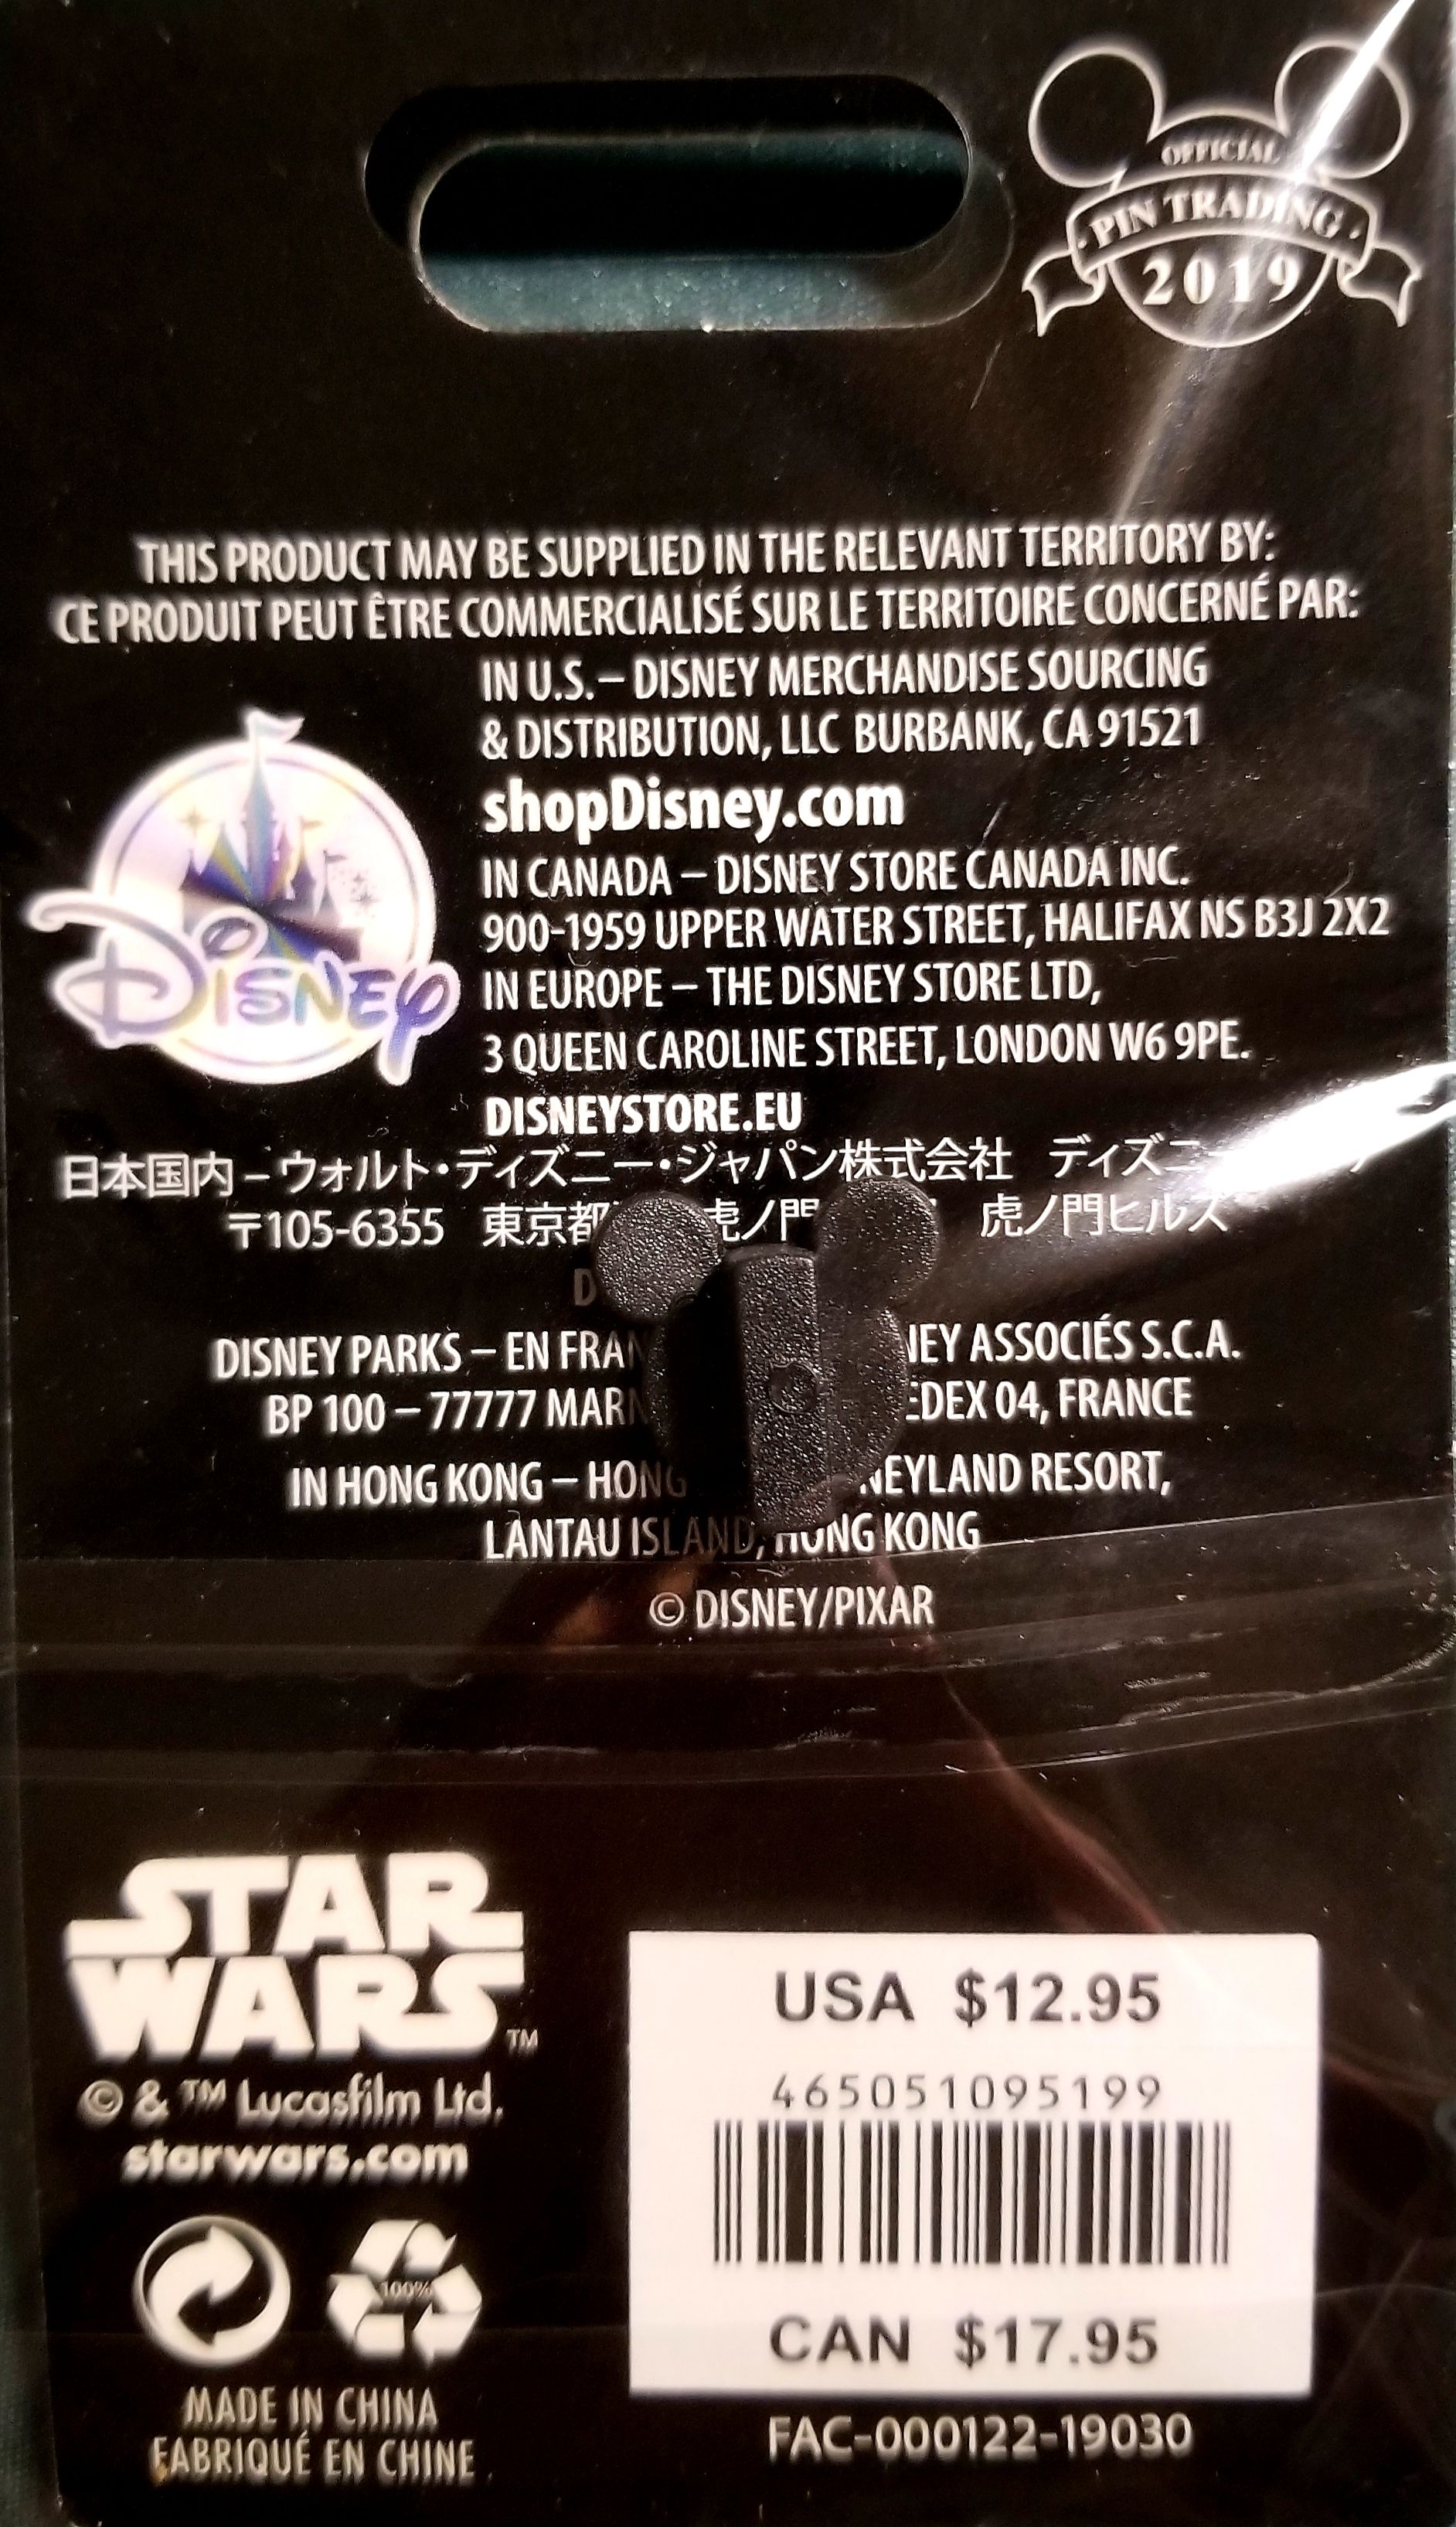 OFFICIAL
· PIN TRADING ·
2019
THIS PRODUCT MAY BE SUPPLIED IN THE RELEVANT TERRITORY BY:
CE PRODUIT PEUT ÊTRE COMMERCIALISÉ SUR LE TERRITOIRE CONCERNÉ PAR:
IN U.S.– DISNEY MERCHANDISE SOURCING
& DISTRIBUTION, LLC BURBANK, CA 91521
shopDisney.com
IN CANADA – DISNEY STORE CANADA INC.
900-1959 UPPER WATER STREET, HALIFAX NS B3J 2X2
IN EUROPE – THE DISNEY STORE LTD,
3 QUEEN CAROLINE STREET, LONDON W6 9PE.
DISNEYSTORE.EU
DISNEY
日本国内 – ウォルト・ディズニー・ジャパン株式会社
〒105-6355 東京都 虎ノ門 虎ノ門ヒルズ
DISNEY PARKS – EN ASSOCIÉS S.C.A.
BP 100 – 77777 04, FRANCE
IN HONG KONG – RESORT,
LANTAU ISLAND, HONG KONG
© DISNEY/PIXAR
STAR
WARS™
© & ™ Lucasfilm Ltd.
starwars.com
100%
MADE IN CHINA
FABRIQUÉ EN CHINE
USA $12.95
465051095199
CAN $17.95
FAC-000122-19030